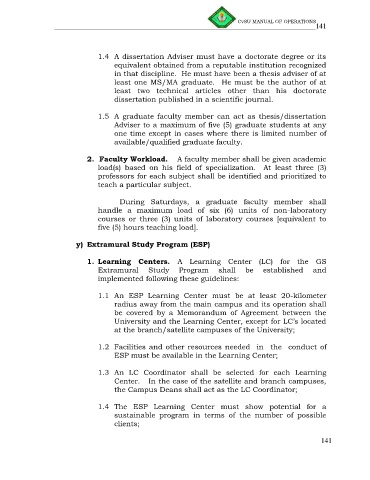 CvSU MANUAL OF OPERATIONS
141
1.4 A dissertation Adviser must have a doctorate degree or its
equivalent obtained from a reputable institution recognized
in that discipline. He must have been a thesis adviser of at
least one MS/MA graduate. He must be the author of at
least two technical articles other than his doctorate
dissertation published in a scientific journal.
1.5 A graduate faculty member can act as thesis/dissertation
Adviser to a maximum of five (5) graduate students at any
one time except in cases where there is limited number of
available/qualified graduate faculty.
2. Faculty Workload. A faculty member shall be given academic
load(s) based on his field of specialization. At least three (3)
professors for each subject shall be identified and prioritized to
teach a particular subject.
During Saturdays, a graduate faculty member shall
handle a maximum load of six (6) units of non-laboratory
courses or three (3) units of laboratory courses [equivalent to
five (5) hours teaching load].
y) Extramural Study Program (ESP)
1. Learning Centers. A Learning Center (LC) for the GS
Extramural Study Program shall be established and
implemented following these guidelines:
1.1 An ESP Learning Center must be at least 20-kilometer
radius away from the main campus and its operation shall
be covered by a Memorandum of Agreement between the
University and the Learning Center, except for LC's located
at the branch/satellite campuses of the University;
1.2 Facilities and other resources needed in the conduct of
ESP must be available in the Learning Center;
1.3 An LC Coordinator shall be selected for each Learning
Center. In the case of the satellite and branch campuses,
the Campus Deans shall act as the LC Coordinator;
1.4 The ESP Learning Center must show potential for a
sustainable program in terms of the number of possible
clients;
141